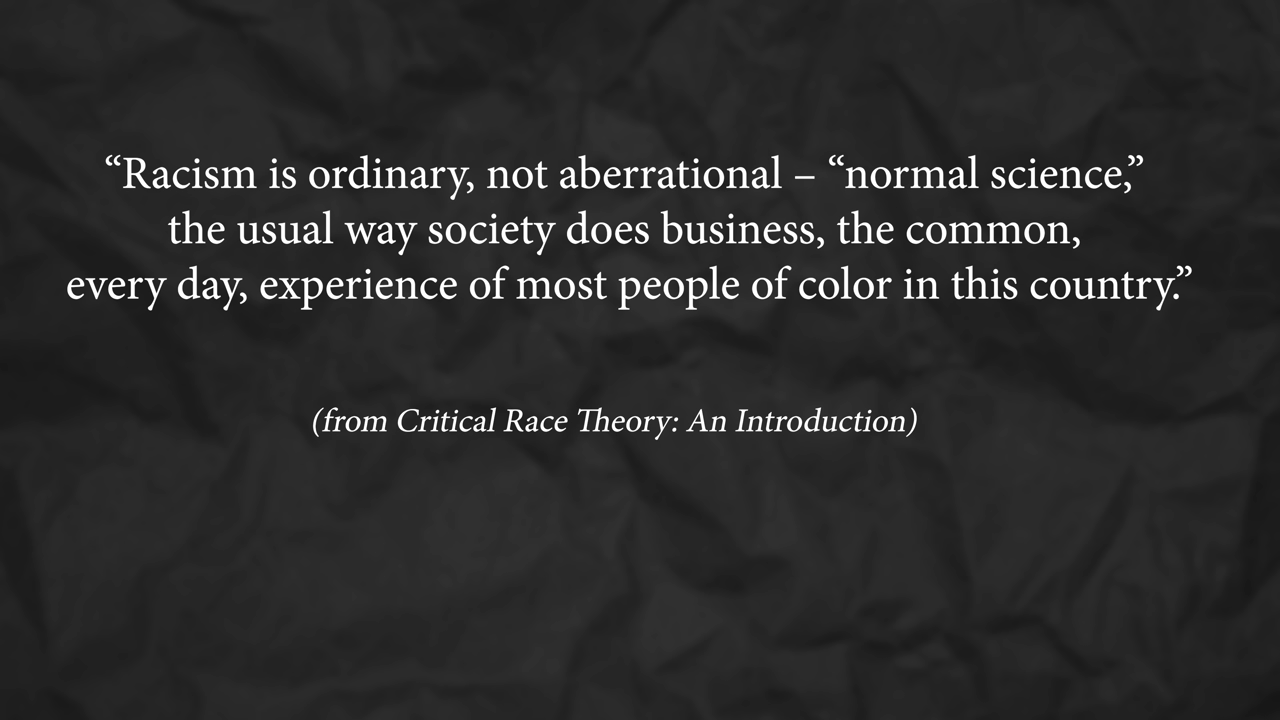 “Racism is ordinary, not aberrational – “normal science,”
the usual way society does business, the common,
every day, experience of most people of color in this country.”
(from Critical Race Theory: An Introduction)